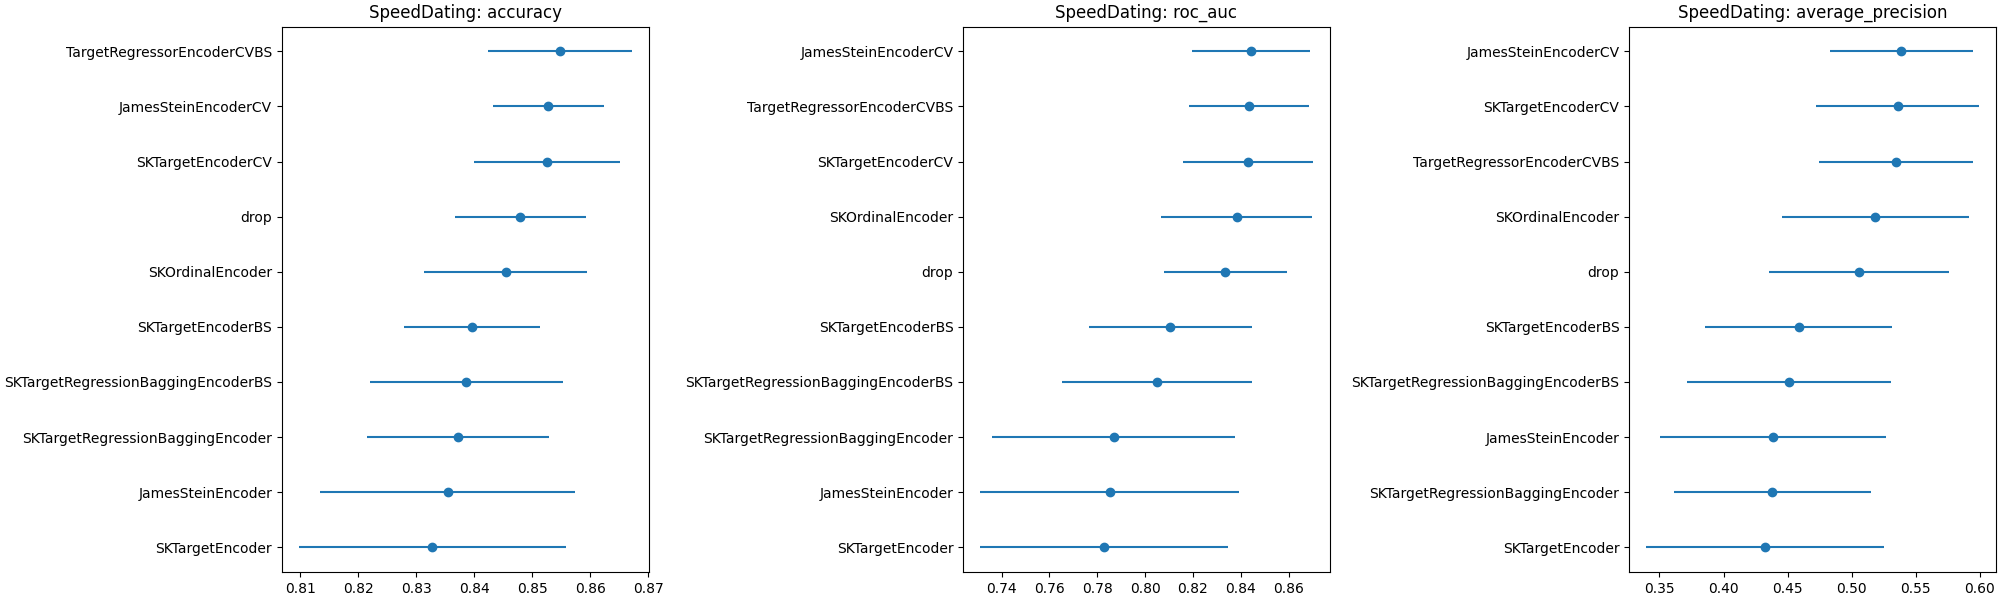 SpeedDating: accuracy
TargetRegressorEncoderCVBS
JamesSteinEncoderCV
SKTargetEncoderCV
drop
SKOrdinalEncoder
SKTargetEncoderBS
SKTargetRegressionBaggingEncoderBS
SKTargetRegressionBaggingEncoder
JamesSteinEncoder
SKTargetEncoder
0.81 0.82 0.83 0.84 0.85 0.86 0.87
SpeedDating: roc_auc
JamesSteinEncoderCV
TargetRegressorEncoderCVBS
SKTargetEncoderCV
SKOrdinalEncoder
drop
SKTargetEncoderBS
SKTargetRegressionBaggingEncoderBS
SKTargetRegressionBaggingEncoder
JamesSteinEncoder
SKTargetEncoder
0.74 0.76 0.78 0.80 0.82 0.84 0.86
SpeedDating: average_precision
JamesSteinEncoderCV
SKTargetEncoderCV
TargetRegressorEncoderCVBS
SKOrdinalEncoder
drop
SKTargetEncoderBS
SKTargetRegressionBaggingEncoderBS
JamesSteinEncoder
SKTargetRegressionBaggingEncoder
SKTargetEncoder
0.35 0.40 0.45 0.50 0.55 0.60